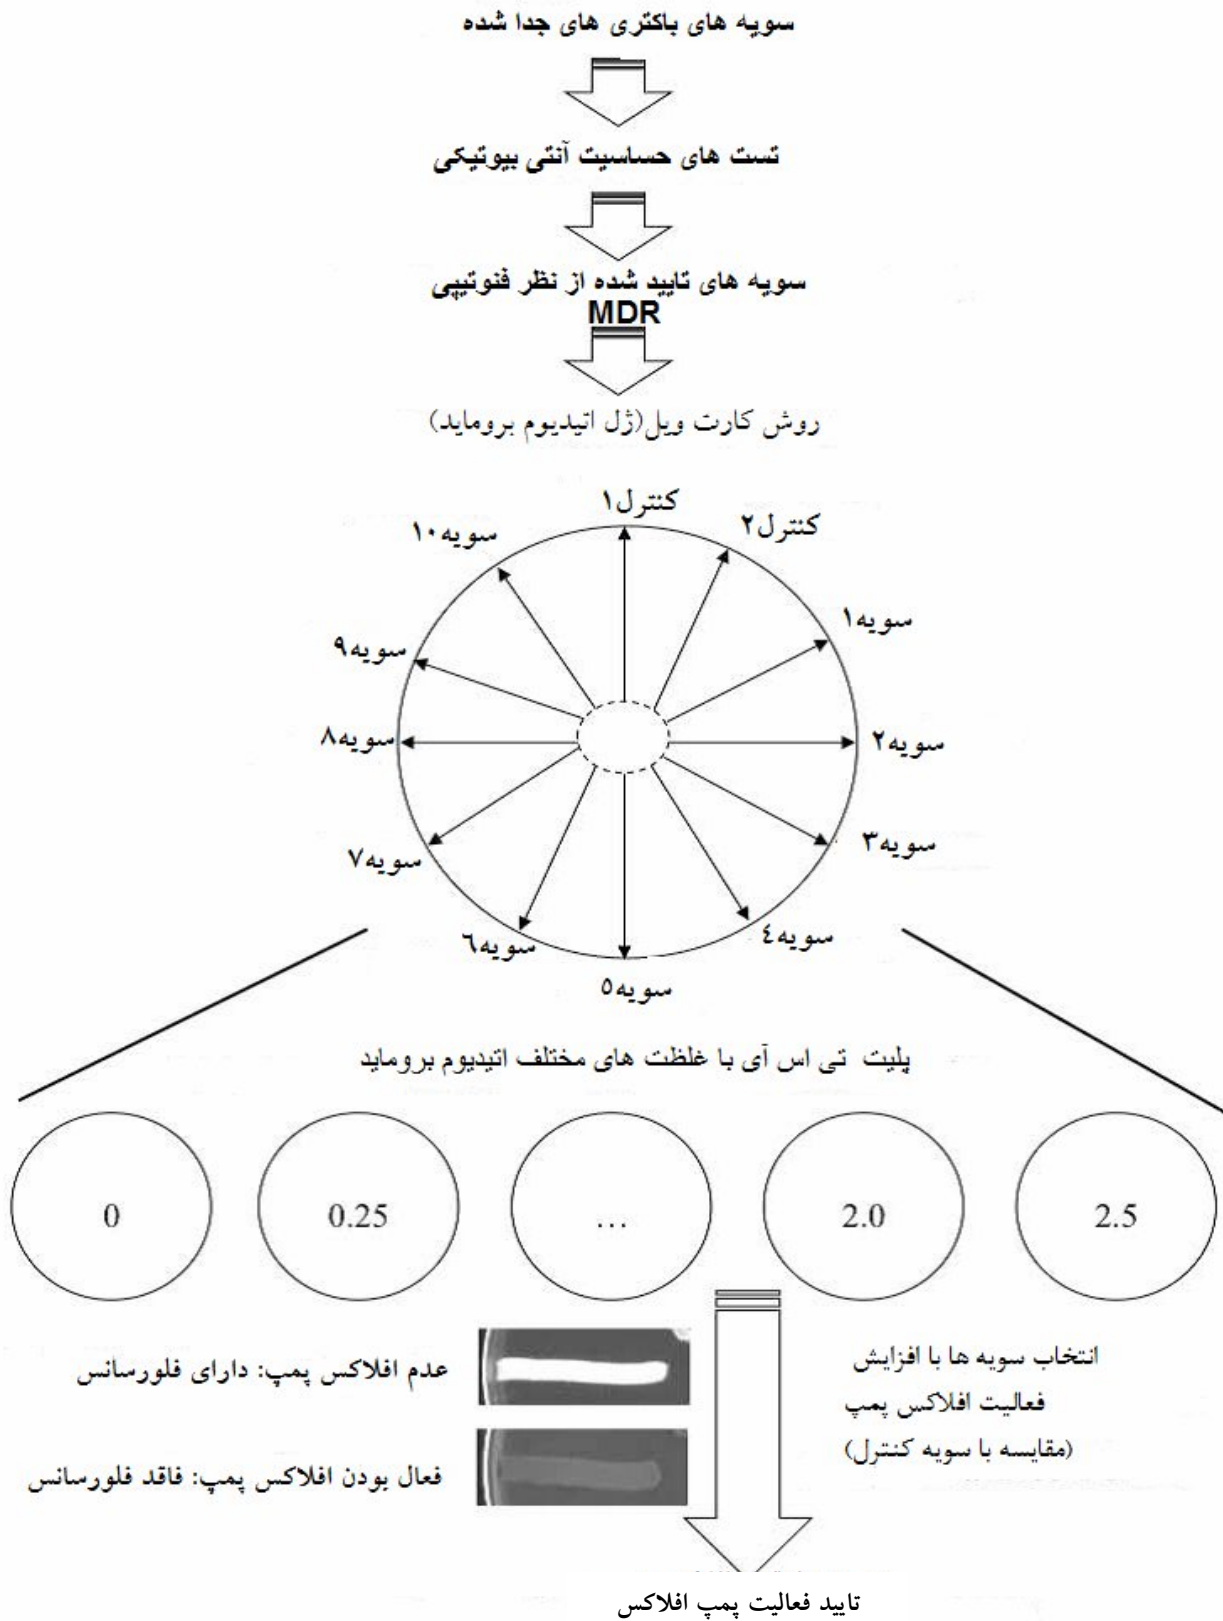 سویه های باکتری های جدا شده
تست های حساسیت آنتی بیوتیکی
سویه های تایید شده از نظر فنوتیپی
MDR
روش کارت ویل(ژل اتیدیوم بروماید)
کنترل۱
کنترل۲
سویه۱
سویه۲
سویه۳
سویه٤
سویه٥
سویه٦
سویه۷
سویه۸
سویه۹
سویه۱۰
پلیت تی اس آی با غلظت های مختلف اتیدیوم بروماید
0
0.25
...
2.0
2.5
انتخاب سویه ها با افزایش
فعالیت افلاکس پمپ
(مقایسه با سویه کنترل)
عدم افلاکس پمپ: دارای فلورسانس
فعال بودن افلاکس پمپ: فاقد فلورسانس
تایید فعالیت پمپ افلاکس